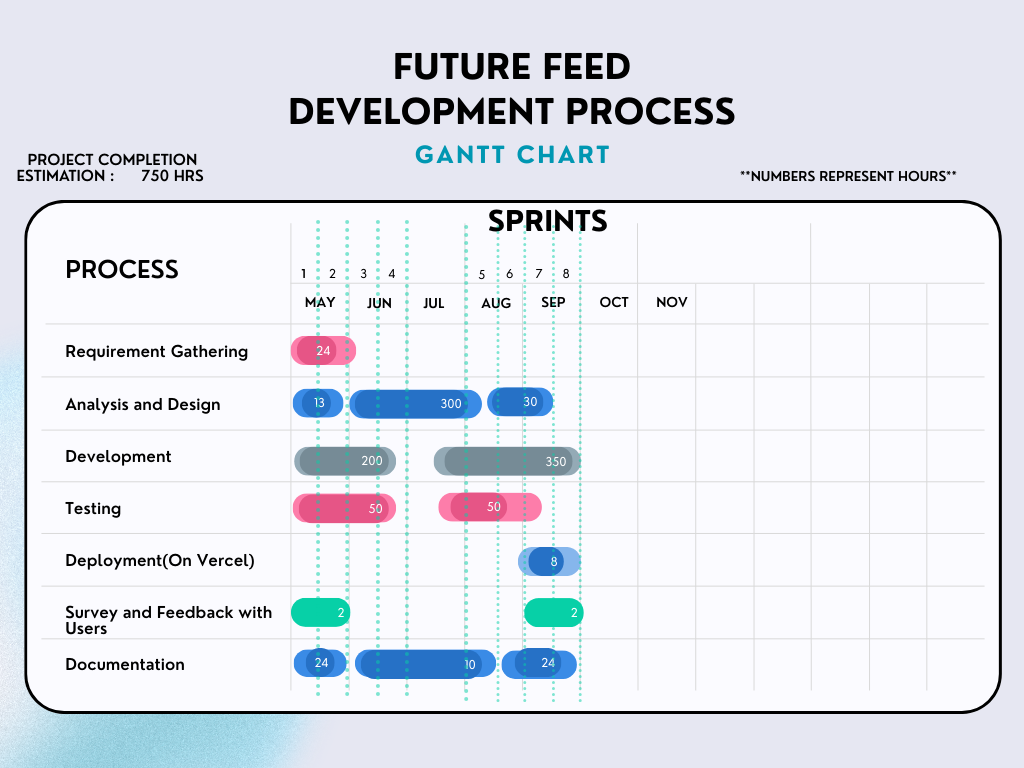 FUTURE FEED
DEVELOPMENT PROCESS
GANTT CHART
PROJECT COMPLETION
ESTIMATION : 750 HRS
**NUMBERS REPRESENT HOURS**
SPRINTS
PROCESS
1 2 3 4 5 6 7 8
MAY JUN JUL AUG SEP OCT NOV
Requirement Gathering 24
Analysis and Design 13 300 30
Development 200 350
Testing 50 50
Deployment(On Vercel) 8
Survey and Feedback with 2 2
Users
Documentation 24 10 24